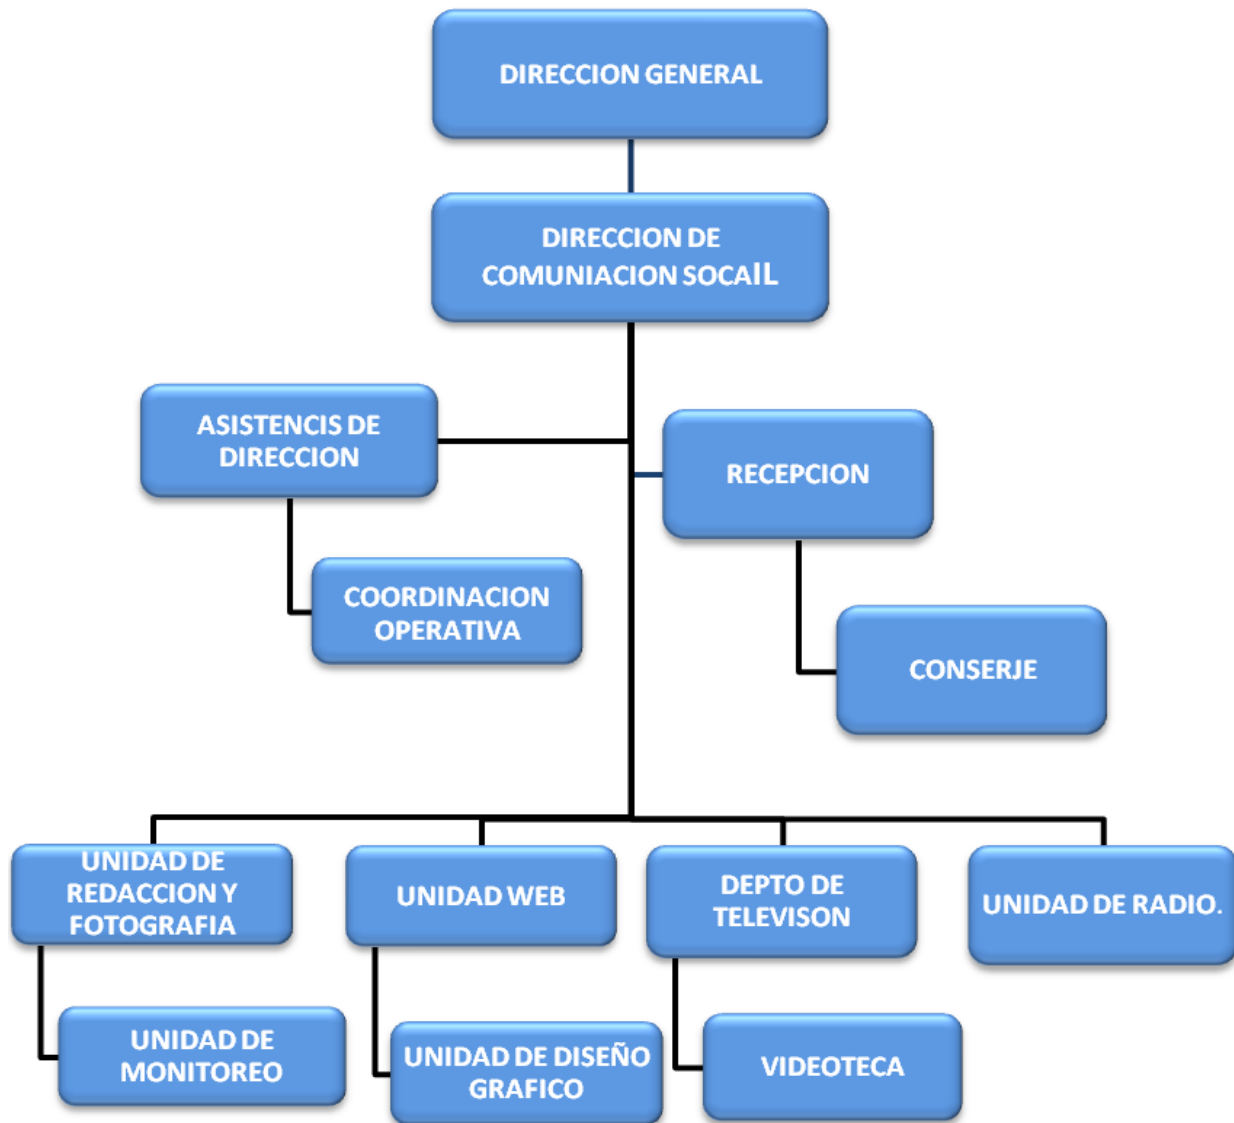 DIRECCION GENERAL
DIRECCION DE
COMUNIACION SOCAIL
ASISTENCIS DE
DIRECCION
RECEPCION
COORDINACION
OPERATIVA
CONSERJE
UNIDAD DE
REDACCION Y
FOTOGRAFIA
UNIDAD WEB
DEPTO DE
TELEVISON
UNIDAD DE RADIO.
UNIDAD DE
MONITOREO
UNIDAD DE DISEÑO
GRAFICO
VIDEOTECA